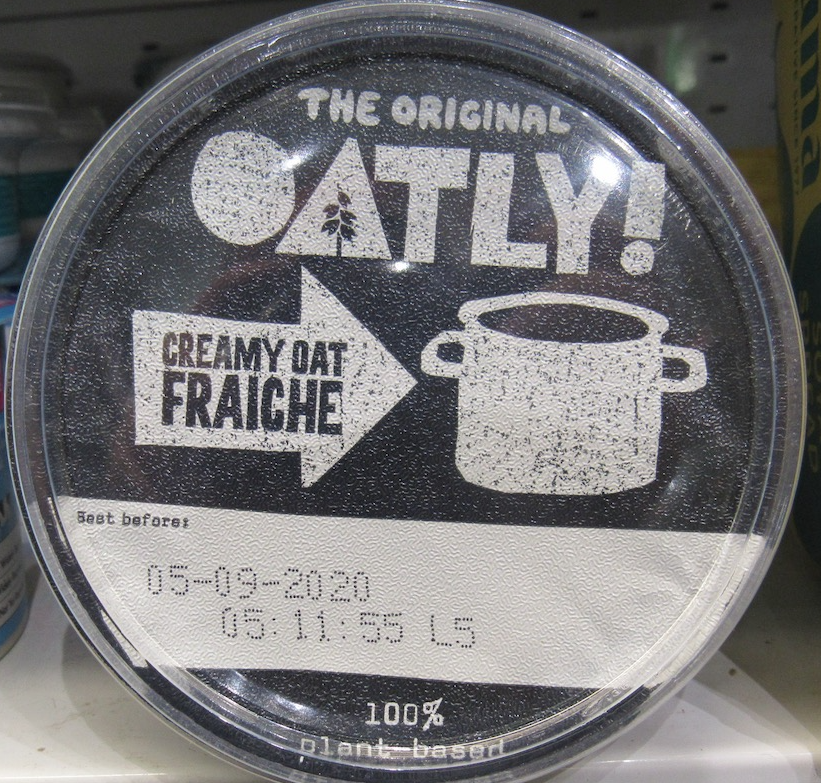 THE ORIGINAL
OATLY!
CREAMY OAT
FRAICHE
Best before:
05-09-2020
05:11:55 L5
100%
plant-based